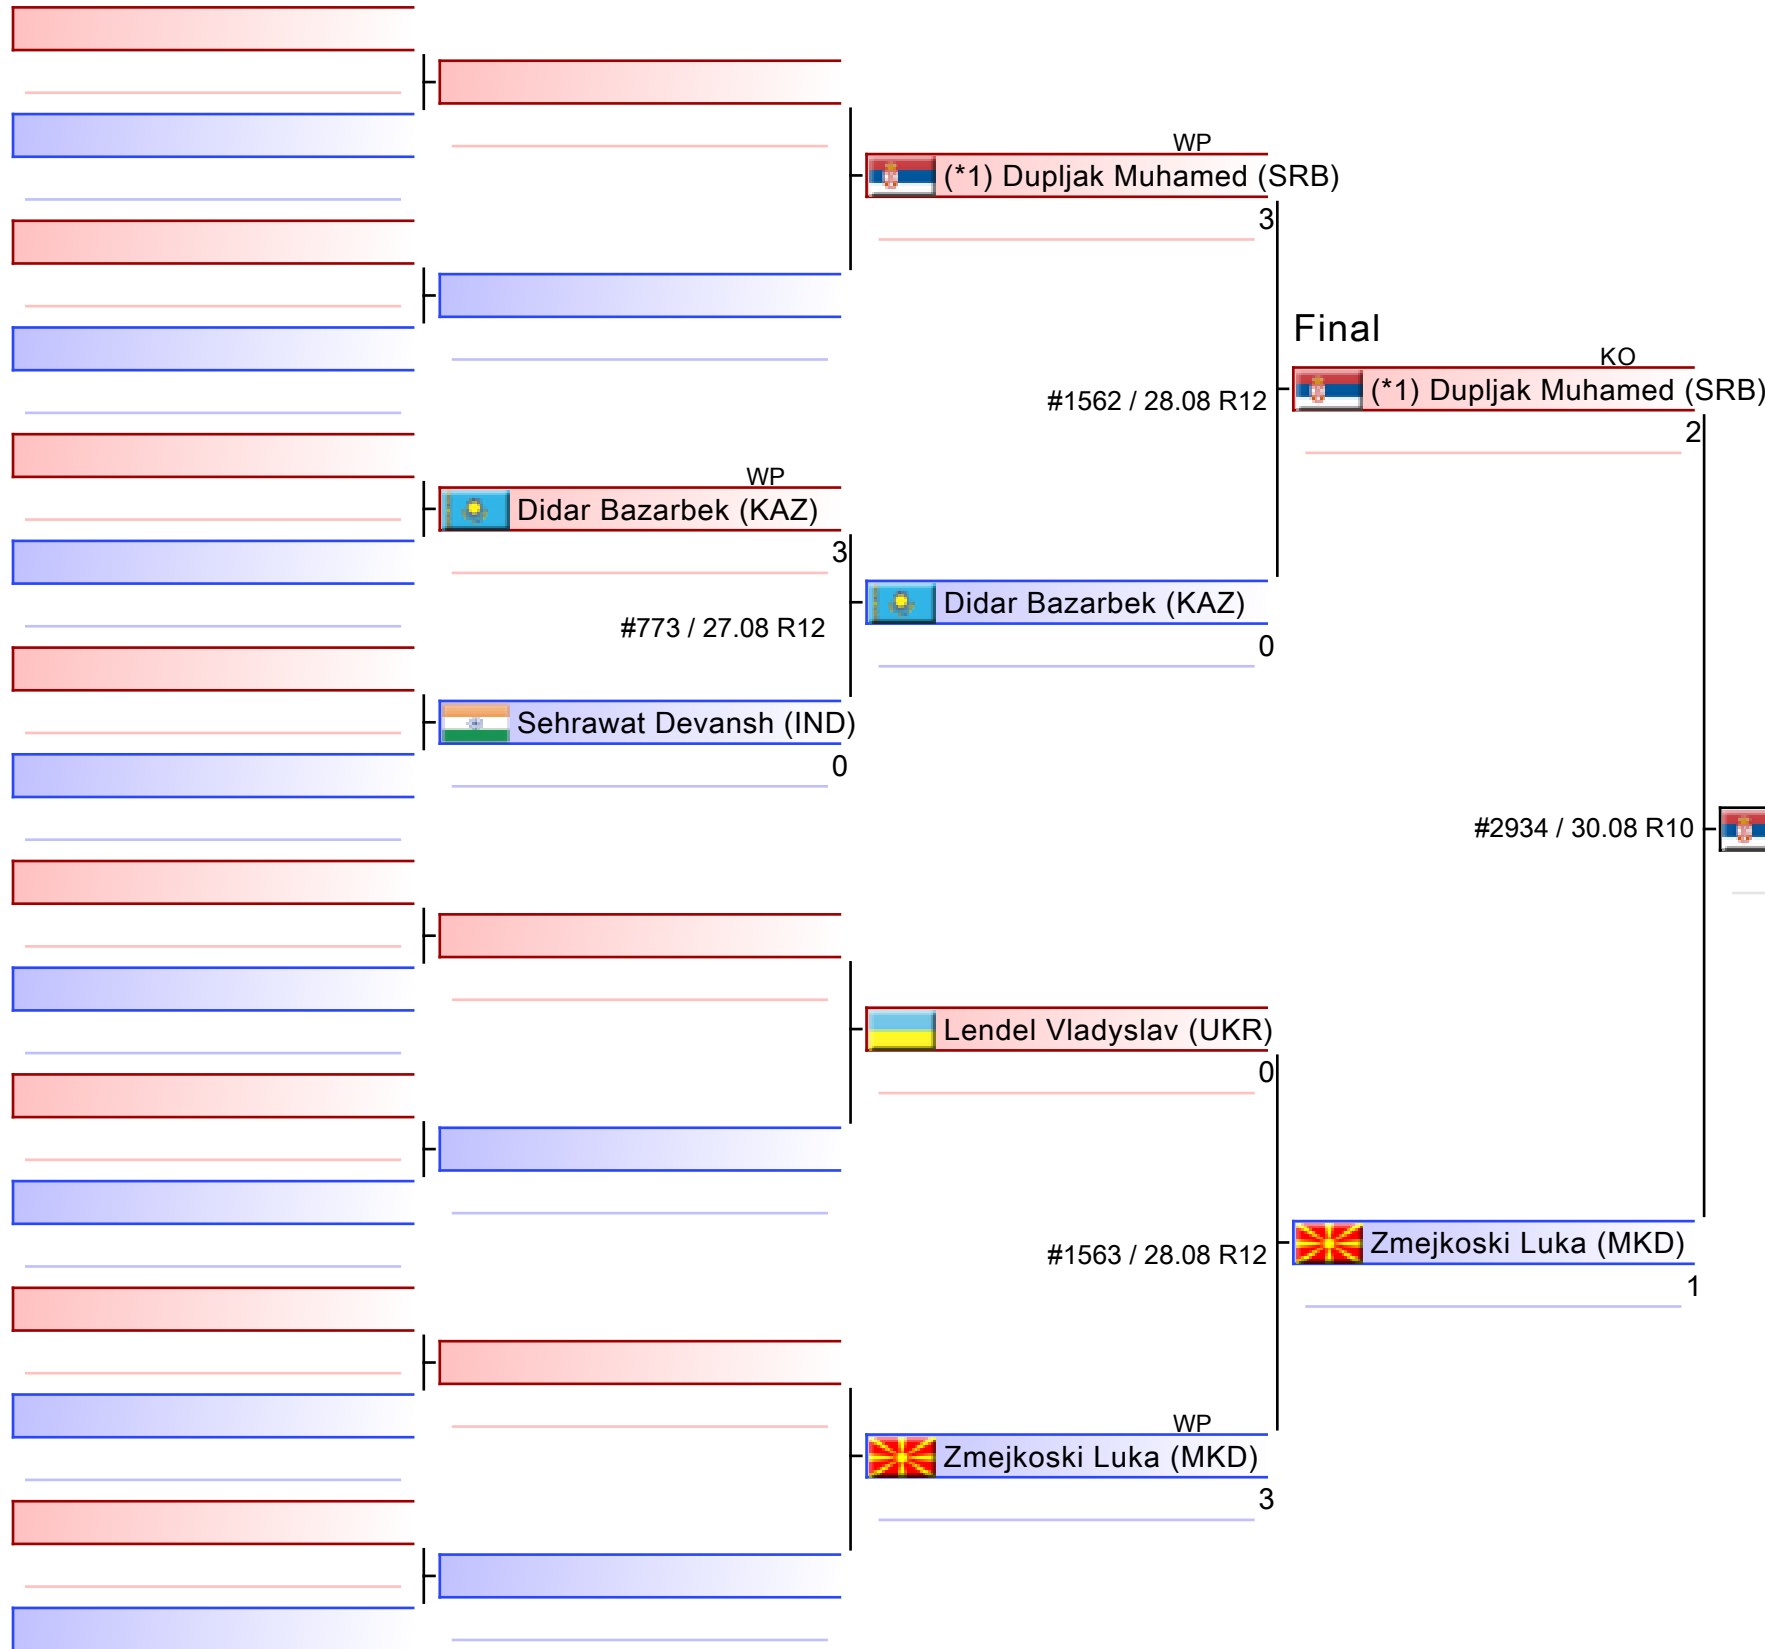 WP
(*1) Dupljak Muhamed (SRB)
3
Final
KO
(*1) Dupljak Muhamed (SRB)
2
#1562 / 28.08 R12
WP
Didar Bazarbek (KAZ)
3
#773 / 27.08 R12
Didar Bazarbek (KAZ)
0
Sehrawat Devansh (IND)
0
#2934 / 30.08 R10
Lendel Vladyslav (UKR)
0
#1563 / 28.08 R12
Zmejkoski Luka (MKD)
1
WP
Zmejkoski Luka (MKD)
3